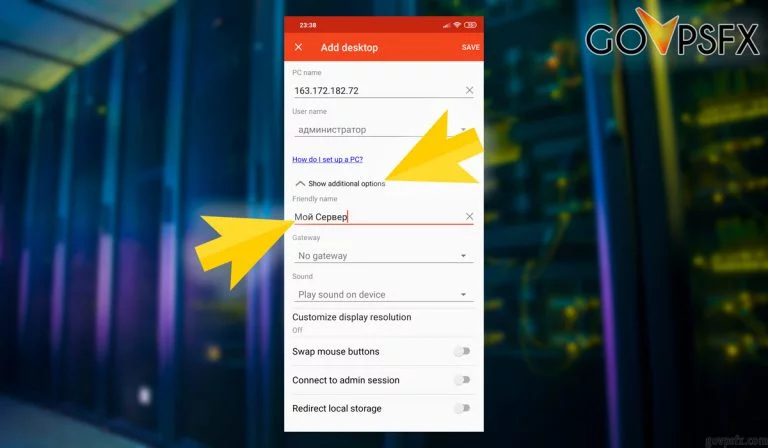 23:38
Add desktop
SAVE
GOVPSFX
PC name
163.172.182.72
User name
администратор
How do I set up a PC?
Show additional options
Friendly name
Мой Сервер
Gateway
No gateway
Sound
Play sound on device
Customize display resolution
Off
Swap mouse buttons
Connect to admin session
Redirect local storage
govpsfx.com